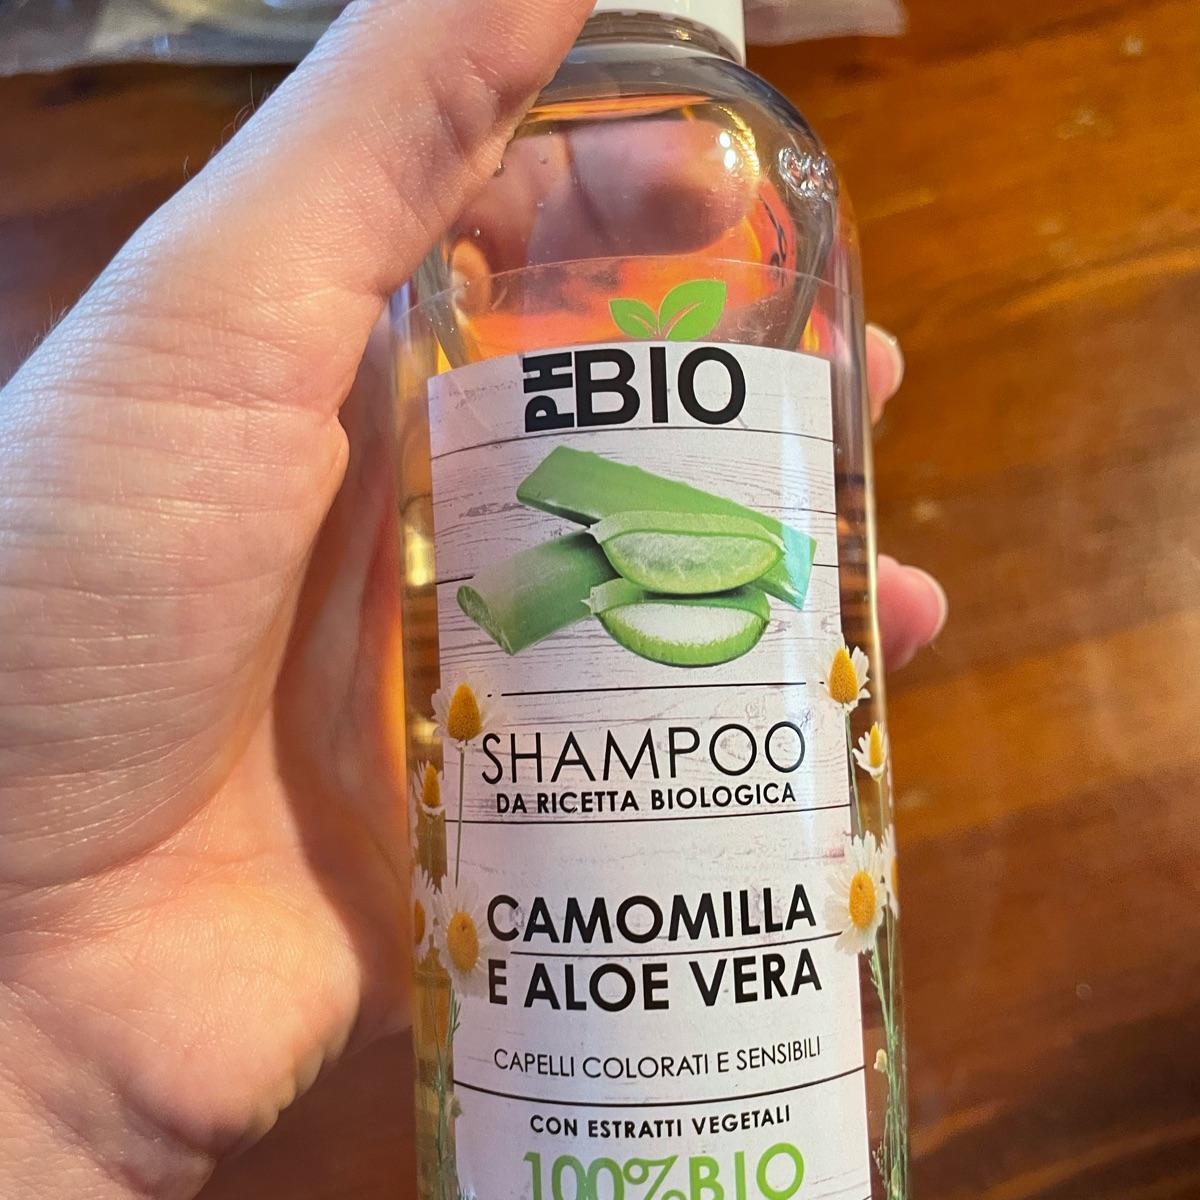 PH BIO
SHAMPOO
DA RICETTA BIOLOGICA
CAMOMILLA
E ALOE VERA
CAPELLI COLORATI E SENSIBILI
CON ESTRATTI VEGETALI
100% BIO